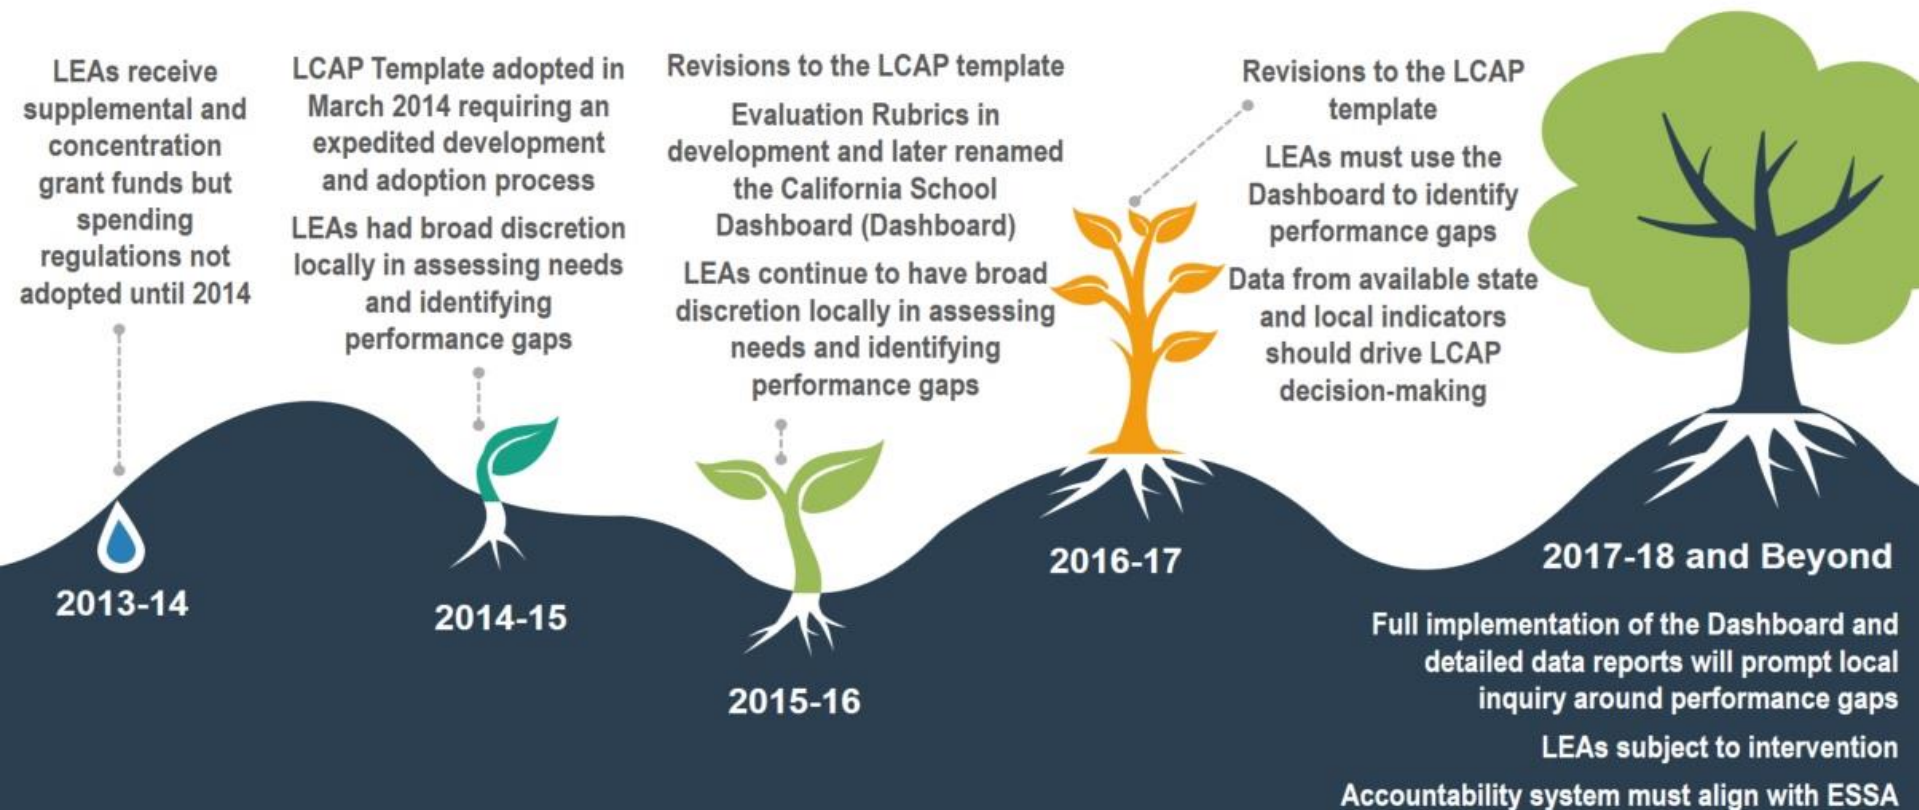 LEAs receive
supplemental and
concentration
grant funds but
spending
regulations not
adopted until 2014
2013-14
LCAP Template adopted in
March 2014 requiring an
expedited development
and adoption process
LEAs had broad discretion
locally in assessing needs
and identifying
performance gaps
2014-15
Revisions to the LCAP template
Evaluation Rubrics in
development and later renamed
the California School
Dashboard (Dashboard)
LEAs continue to have broad
discretion locally in assessing
needs and identifying
performance gaps
2015-16
Revisions to the LCAP
template
LEAs must use the
Dashboard to identify
performance gaps
Data from available state
and local indicators
should drive LCAP
decision-making
2016-17
2017-18 and Beyond
Full implementation of the Dashboard and
detailed data reports will prompt local
inquiry around performance gaps
LEAs subject to intervention
Accountability system must align with ESSA